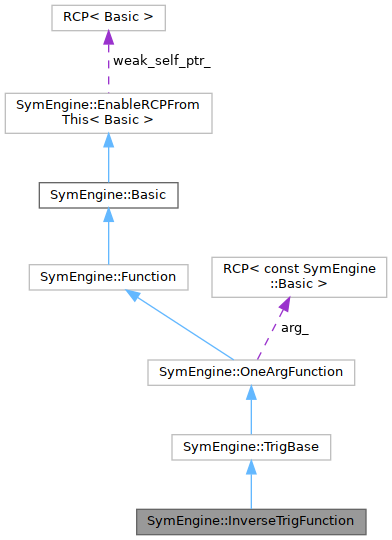 RCP< Basic >
weak_self_ptr_
SymEngine::EnableRCPFrom
This< Basic >
SymEngine::Basic
SymEngine::Function
RCP< const SymEngine
::Basic >
arg_
SymEngine::OneArgFunction
SymEngine::TrigBase
SymEngine::InverseTrigFunction